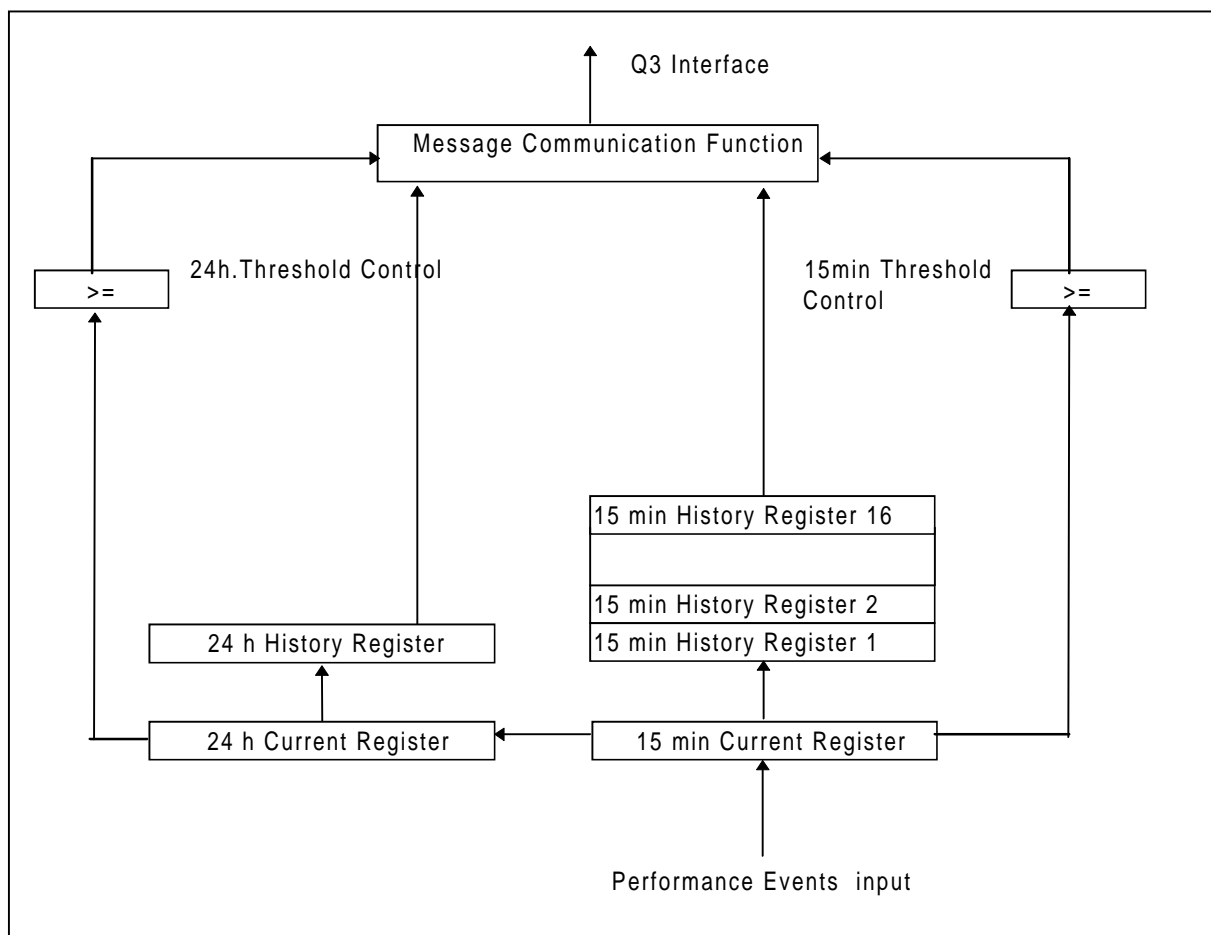 Q3 Interface
Message Communication Function
24h.Threshold Control
15min Threshold
Control
>=
>=
15 min History Register 16
15 min History Register 2
15 min History Register 1
24 h History Register
24 h Current Register
15 min Current Register
Performance Events input